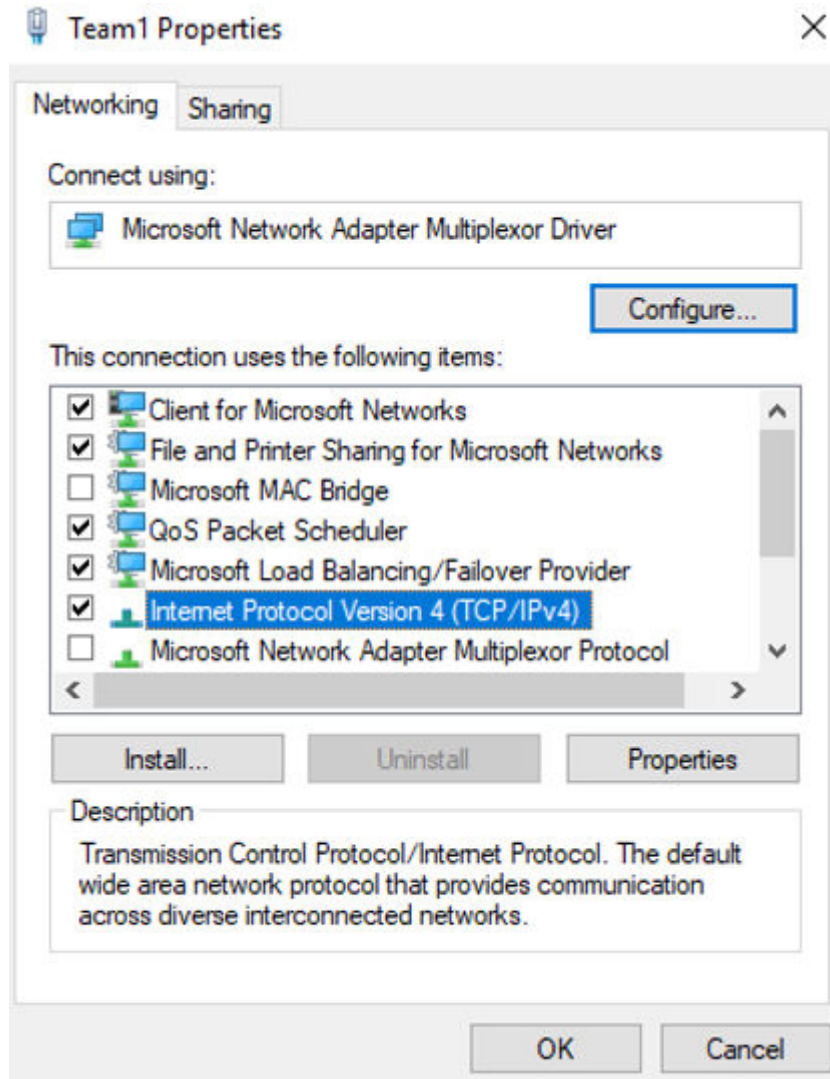 Team1 Properties
Networking
Sharing
Connect using:
Microsoft Network Adapter Multiplexor Driver
Configure...
This connection uses the following items:
Client for Microsoft Networks
File and Printer Sharing for Microsoft Networks
Microsoft MAC Bridge
QoS Packet Scheduler
Microsoft Load Balancing/Failover Provider
Internet Protocol Version 4 (TCP/IPv4)
Microsoft Network Adapter Multiplexor Protocol
Install...
Uninstall
Properties
Description
Transmission Control Protocol/Internet Protocol. The default
wide area network protocol that provides communication
across diverse interconnected networks.
OK
Cancel